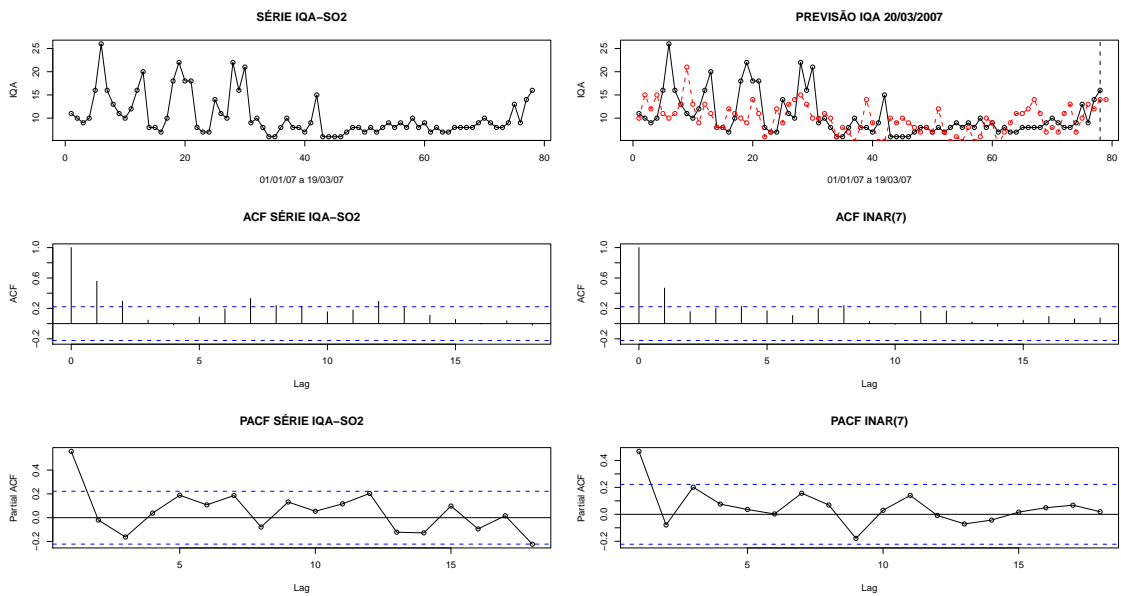 SÉRIE IQA−SO2
IQA
10 15 20 25
0 20 40 60 80
01/01/07 a 19/03/07
PREVISÃO IQA 20/03/2007
IQA
10 15 20 25
0 20 40 60 80
01/01/07 a 19/03/07
ACF SÉRIE IQA−SO2
ACF
−0.2 0.2 0.6 1.0
0 5 10 15
Lag
ACF INAR(7)
ACF
−0.2 0.2 0.6 1.0
0 5 10 15
Lag
PACF SÉRIE IQA−SO2
Partial ACF
−0.2 0.0 0.2 0.4
5 10 15
Lag
PACF INAR(7)
Partial ACF
−0.2 0.0 0.2 0.4
5 10 15
Lag